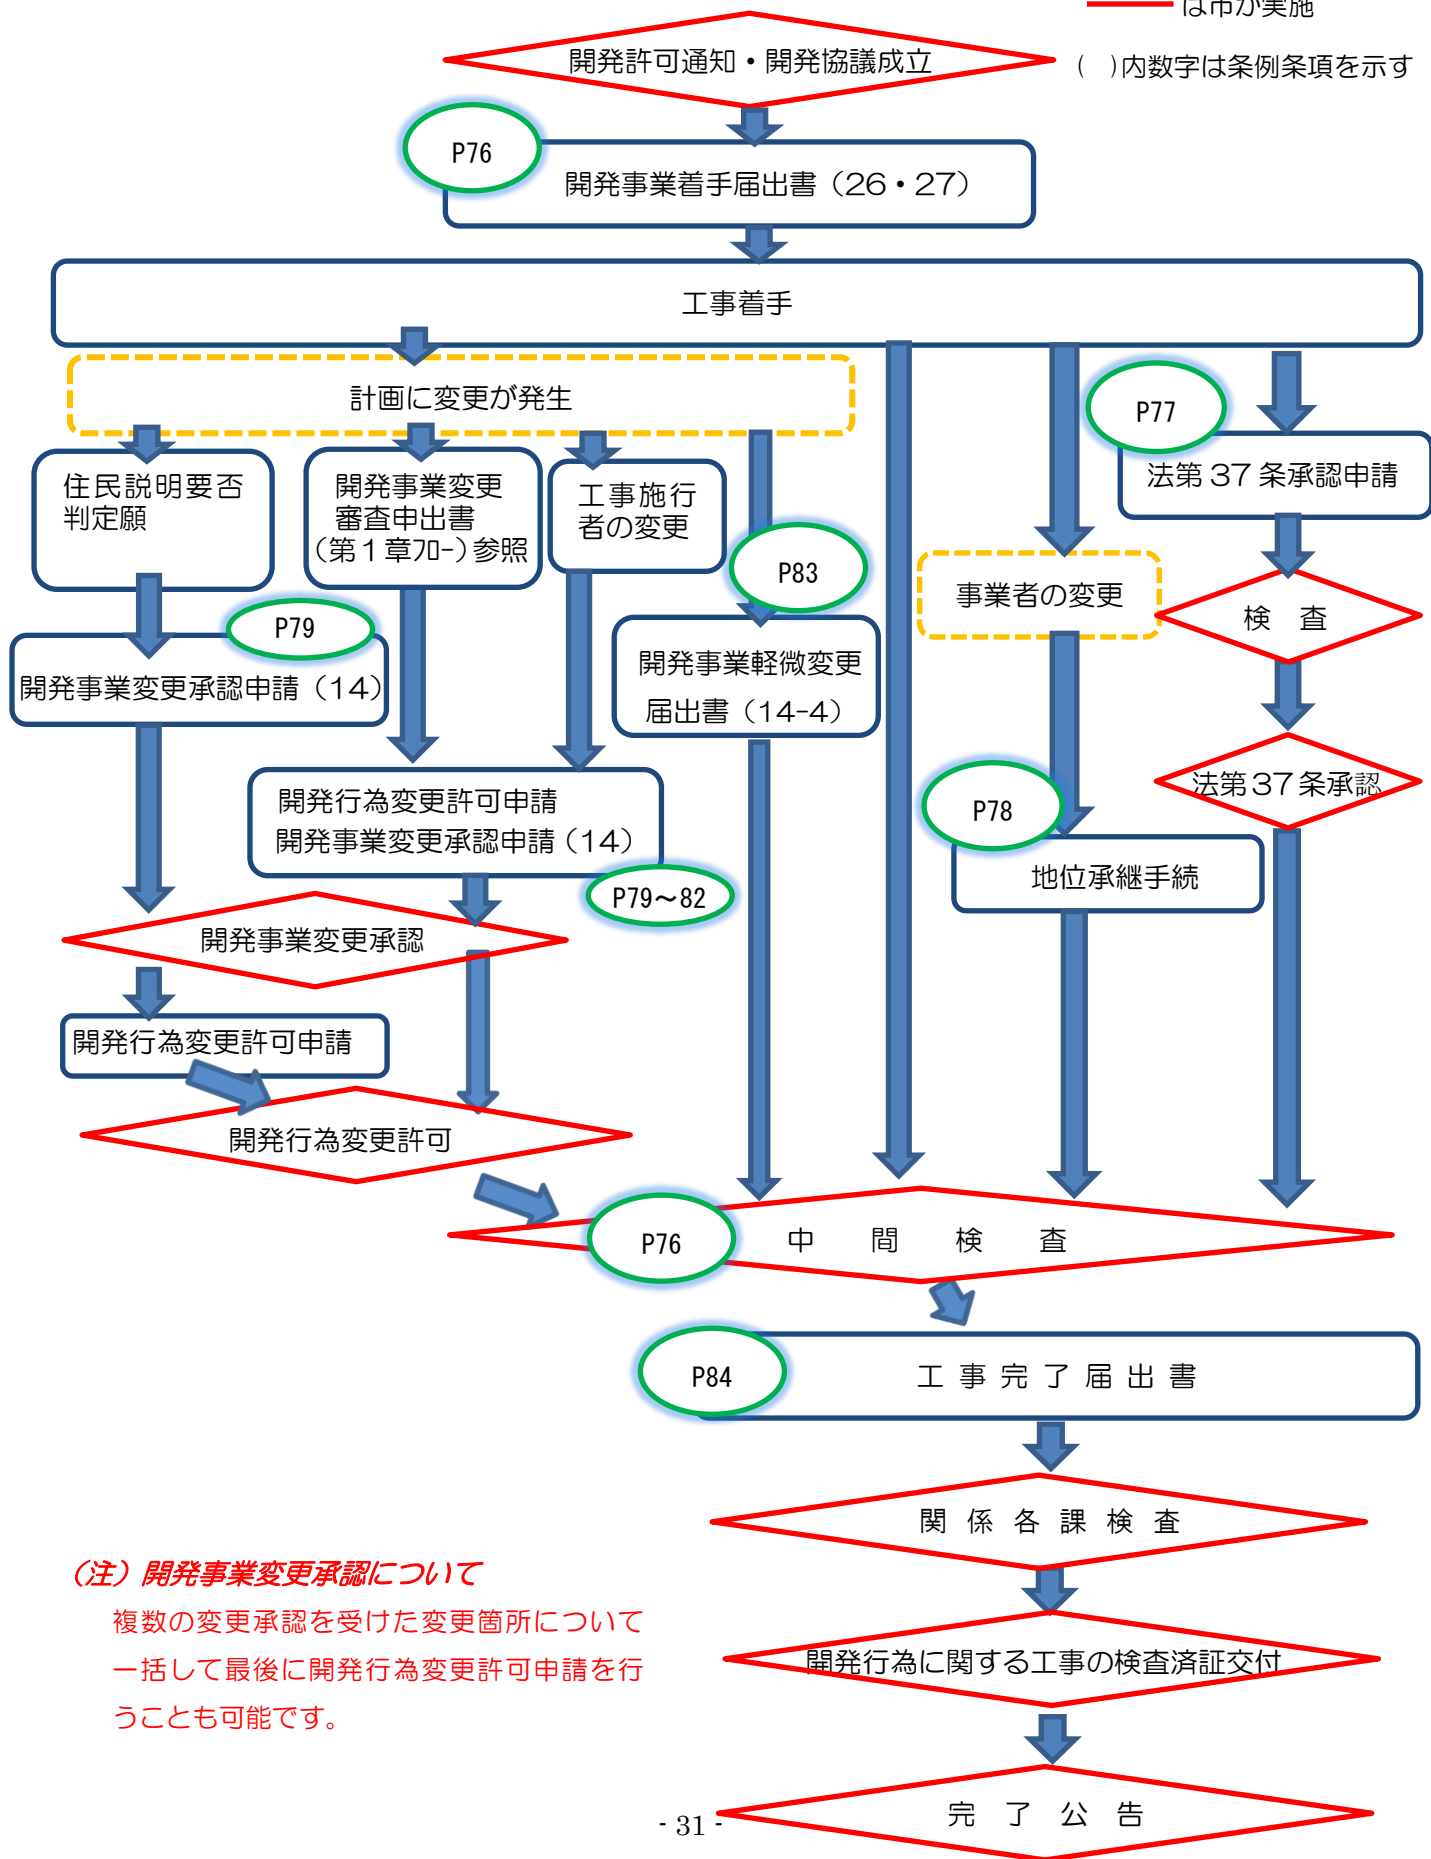 は市が実施
開発許可通知・開発協議成立
( )内数字は条例条項を示す
P76
開発事業着手届出書（26・27）
工事着手
計画に変更が発生
P77
法第37条承認申請
住民説明要否
判定願
開発事業変更
審査申出書
（第１章ﾌﾛｰ）参照
工事施行
者の変更
P83
事業者の変更
検　査
P79
開発事業変更承認申請（14）
開発事業軽微変更
届出書（14-4）
法第37条承認
開発行為変更許可申請
開発事業変更承認申請（14）
P79～82
P78
地位承継手続
開発事業変更承認
開発行為変更許可申請
開発行為変更許可
P76
中　間　検　査
P84
工 事 完 了 届 出 書
関 係 各 課 検 査
（注）開発事業変更承認について
複数の変更承認を受けた変更箇所について
一括して最後に開発行為変更許可申請を行
うことも可能です。
開発行為に関する工事の検査済証交付
完　了　公　告
- 31 -